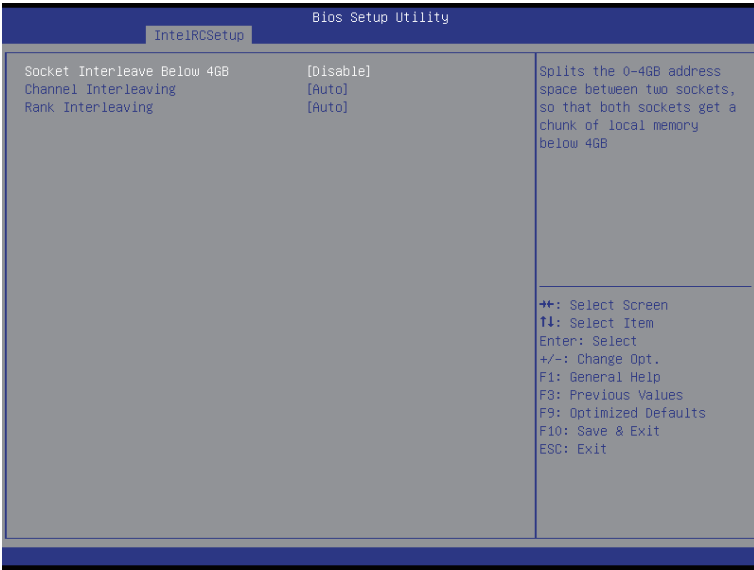 Bios Setup Utility
IntelRCSetup
Socket Interleave Below 4GB [Disable]
Channel Interleaving [Auto]
Rank Interleaving [Auto]
Splits the 0-4GB address
space between two sockets,
so that both sockets get a
chunk of local memory
below 4GB
→←: Select Screen
↑↓: Select Item
Enter: Select
+/-: Change Opt.
F1: General Help
F3: Previous Values
F9: Optimized Defaults
F10: Save & Exit
ESC: Exit